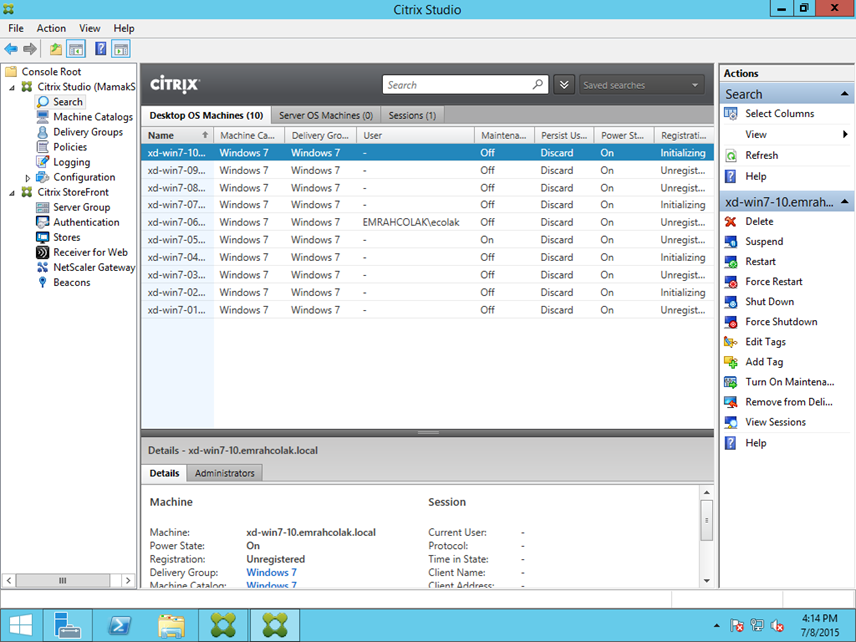 Citrix Studio
File Action View Help
Console Root
Citrix Studio (MamakS
Search
Machine Catalogs
Delivery Groups
Policies
Logging
Configuration
Citrix StoreFront
Server Group
Authentication
Stores
Receiver for Web
NetScaler Gateway
Beacons
CİTRIX
Search
Saved searches
Desktop OS Machines (10) Server OS Machines (0) Sessions (1)
Name Machine Ca... Delivery Gro... User Maintena... Persist Us... Power St... Registrati...
xd-win7-10... Windows 7 Windows 7 - Off Discard On Initializing
xd-win7-09... Windows 7 Windows 7 - Off Discard On Unregist...
xd-win7-08... Windows 7 Windows 7 - Off Discard On Unregist...
xd-win7-07... Windows 7 Windows 7 - Off Discard On Initializing
xd-win7-06... Windows 7 Windows 7 EMRAHCOLAK\ecolak Off Discard On Unregist...
xd-win7-05... Windows 7 Windows 7 - On Discard On Unregist...
xd-win7-04... Windows 7 Windows 7 - Off Discard On Initializing
xd-win7-03... Windows 7 Windows 7 - Off Discard On Unregist...
xd-win7-02... Windows 7 Windows 7 - Off Discard On Initializing
xd-win7-01... Windows 7 Windows 7 - Off Discard On Unregist...
Details - xd-win7-10.emrahcolak.local
Details Administrators
Machine
Machine: xd-win7-10.emrahcolak.local
Power State: On
Registration: Unregistered
Delivery Group: Windows 7
Machine Catalog: Windows 7
Session
Current User: -
Protocol: -
Time in State: -
Client Name: -
Client Address: -
Actions
Search
Select Columns
View
Refresh
Help
xd-win7-10.emrah...
Delete
Suspend
Restart
Force Restart
Shut Down
Force Shutdown
Edit Tags
Add Tag
Turn On Maintena...
Remove from Deli...
View Sessions
Help
4:14 PM
7/8/2015